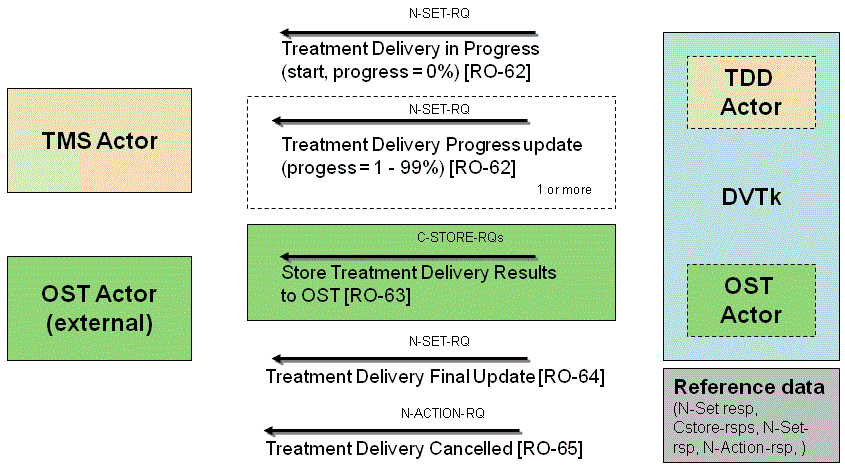 N-SET-RQ
Treatment Delivery in Progress
(start, progress = 0%) [RO-62]
TMS Actor
N-SET-RQ
Treatment Delivery Progress update
(progess = 1 - 99%) [RO-62]
1 or more
TDD
Actor
DVTk
OST Actor
(external)
C-STORE-RQs
Store Treatment Delivery Results
to OST [RO-63]
OST
Actor
N-SET-RQ
Treatment Delivery Final Update [RO-64]
N-ACTION-RQ
Treatment Delivery Cancelled [RO-65]
Reference data
(N-Set resp,
Cstore-rsps, N-Set-
rsp, N-Action-rsp, )